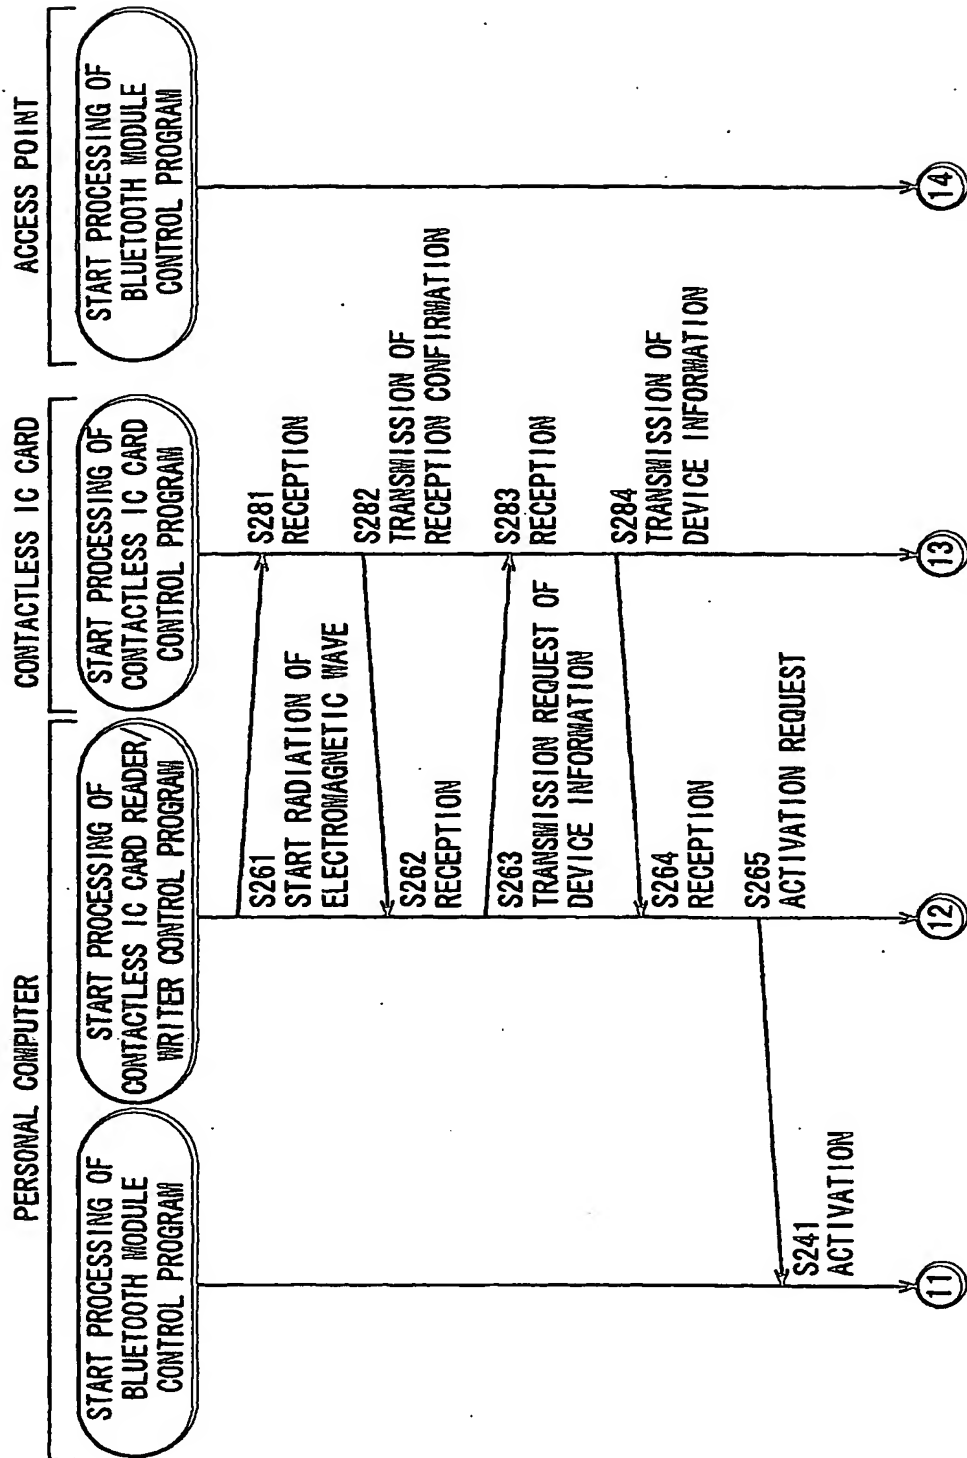 PERSONAL COMPUTER
CONTACTLESS IC CARD
ACCESS POINT
START PROCESSING OF
BLUETOOTH MODULE
CONTROL PROGRAM
START PROCESSING OF
CONTACTLESS IC CARD READER/
WRITER CONTROL PROGRAM
START PROCESSING OF
CONTACTLESS IC CARD
CONTROL PROGRAM
START PROCESSING OF
BLUETOOTH MODULE
CONTROL PROGRAM
S261
START RADIATION OF
ELECTROMAGNETIC WAVE
S281
RECEPTION
S262
RECEPTION
S282
TRANSMISSION OF
RECEPTION CONFIRMATION
S263
TRANSMISSION REQUEST OF
DEVICE INFORMATION
S283
RECEPTION
S264
RECEPTION
S284
TRANSMISSION OF
DEVICE INFORMATION
S265
ACTIVATION REQUEST
S241
ACTIVATION
11
12
13
14